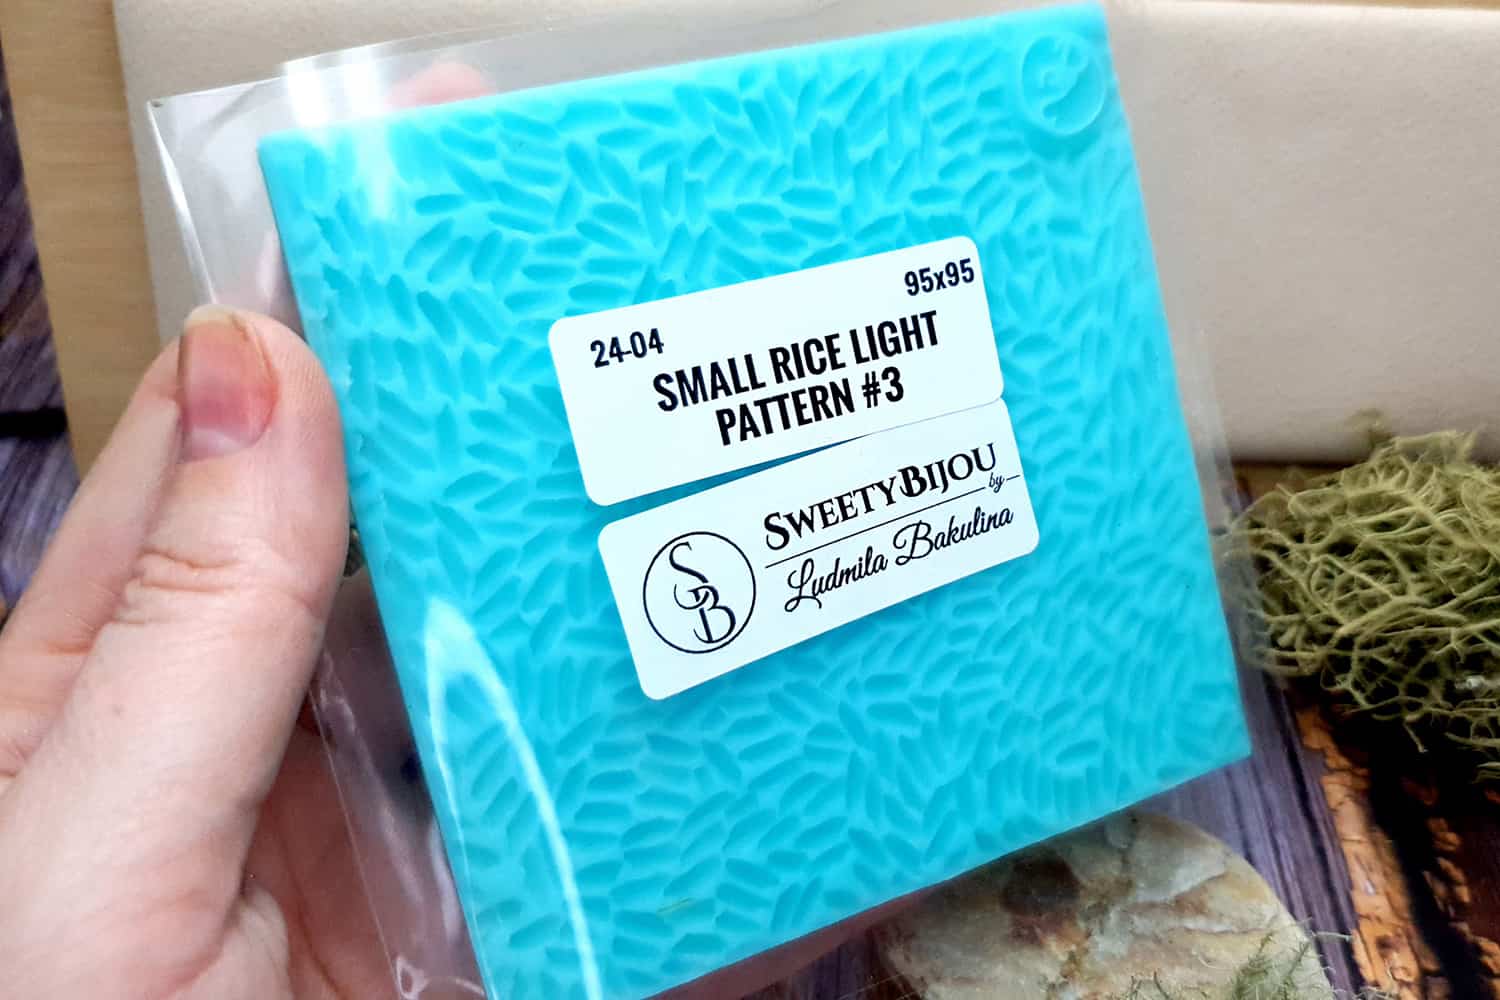 24-04
95x95
SMALL RICE LIGHT
PATTERN #3
SWEETYBIJOU
by
Ludmila Bakulina
SB